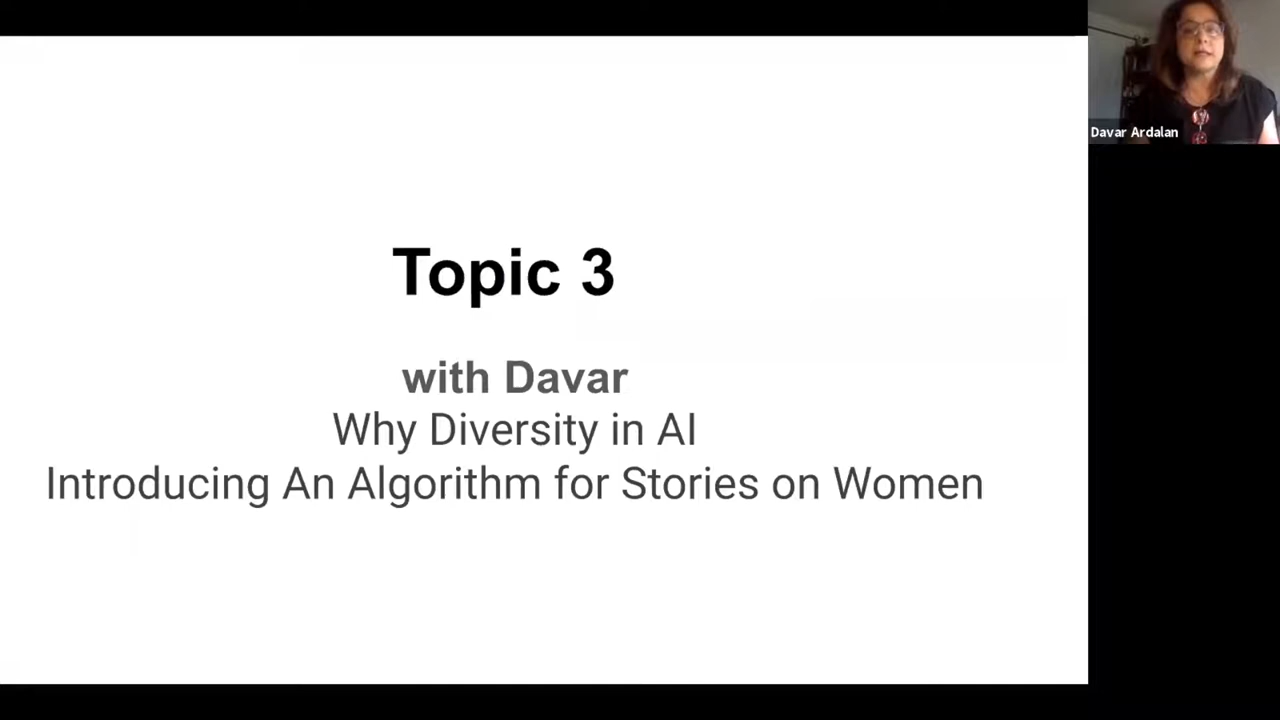 Topic 3
with Davar
Why Diversity in AI
Introducing An Algorithm for Stories on Women
Davar Ardalan